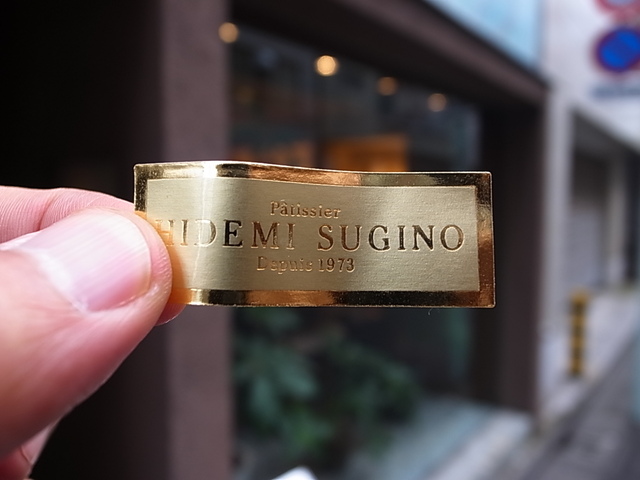 Pâtissier
HIDEMI SUGINO
Depuis 1973